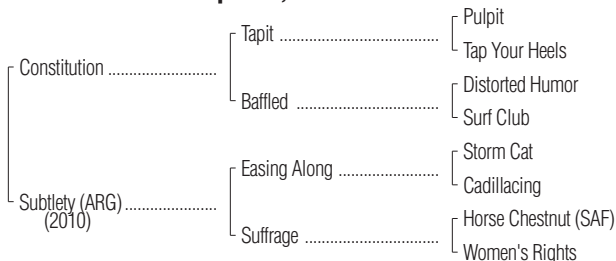 Pulpit
Tapit ............................
Tap Your Heels
Constitution ........................
Distorted Humor
Baffled ..........................
Surf Club
Storm Cat
Easing Along ...................
Cadillacing
Subtlety (ARG)....................
(2010)
Horse Chestnut (SAF)
Suffrage .........................
Women's Rights